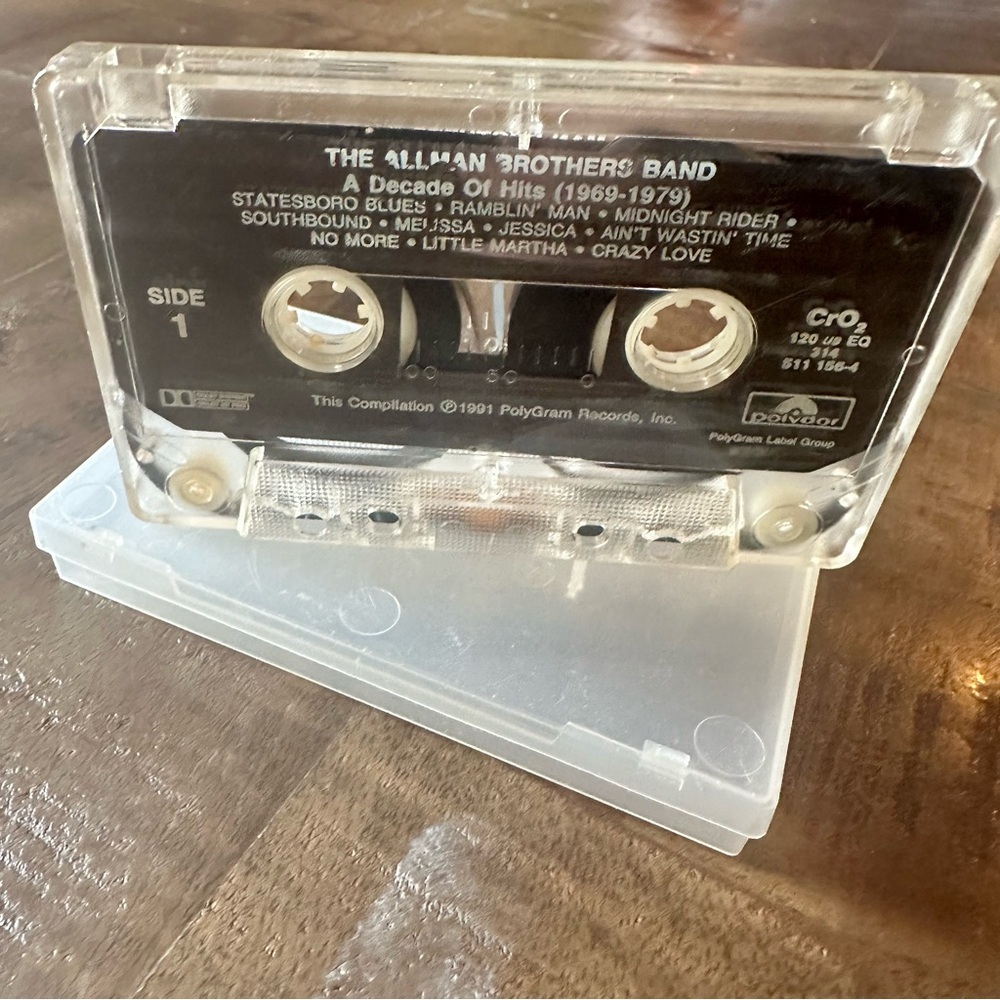 THE ALLMAN BROTHERS BAND
A Decade Of Hits (1969-1979)
STATESBORO BLUES • RAMBLIN' MAN • MIDNIGHT RIDER •
SOUTHBOUND • MELISSA • JESSICA • AIN'T WASTIN' TIME
NO MORE • LITTLE MARTHA • CRAZY LOVE
SIDE
1
CrO2
120 us EQ
314
511 156-4
100 50 0
This Compilation ℗1991 PolyGram Records, Inc.
polydor
PolyGram Label Group